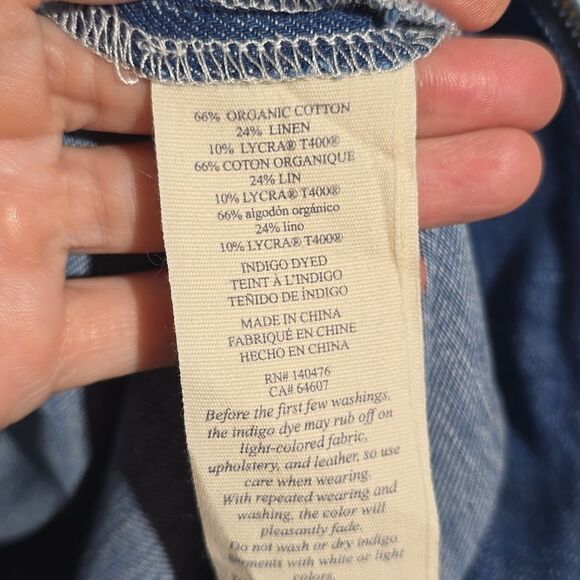 66% ORGANIC COTTON
24% LINEN
10% LYCRA® T400®
66% COTON ORGANIQUE
24% LIN
10% LYCRA® T400®
66% algodón orgánico
24% lino
10% LYCRA® T400®
INDIGO DYED
TEINT À L'INDIGO
TEÑIDO DE ÍNDIGO
MADE IN CHINA
FABRIQUÉ EN CHINE
HECHO EN CHINA
RN# 140476
CA# 64607
Before the first few washings,
the indigo dye may rub off on
light-colored fabric,
upholstery, and leather, so use
care when wearing.
With repeated wearing and
washing, the color will
pleasantly fade.
Do not wash or dry indigo
garments with white or light
colors.